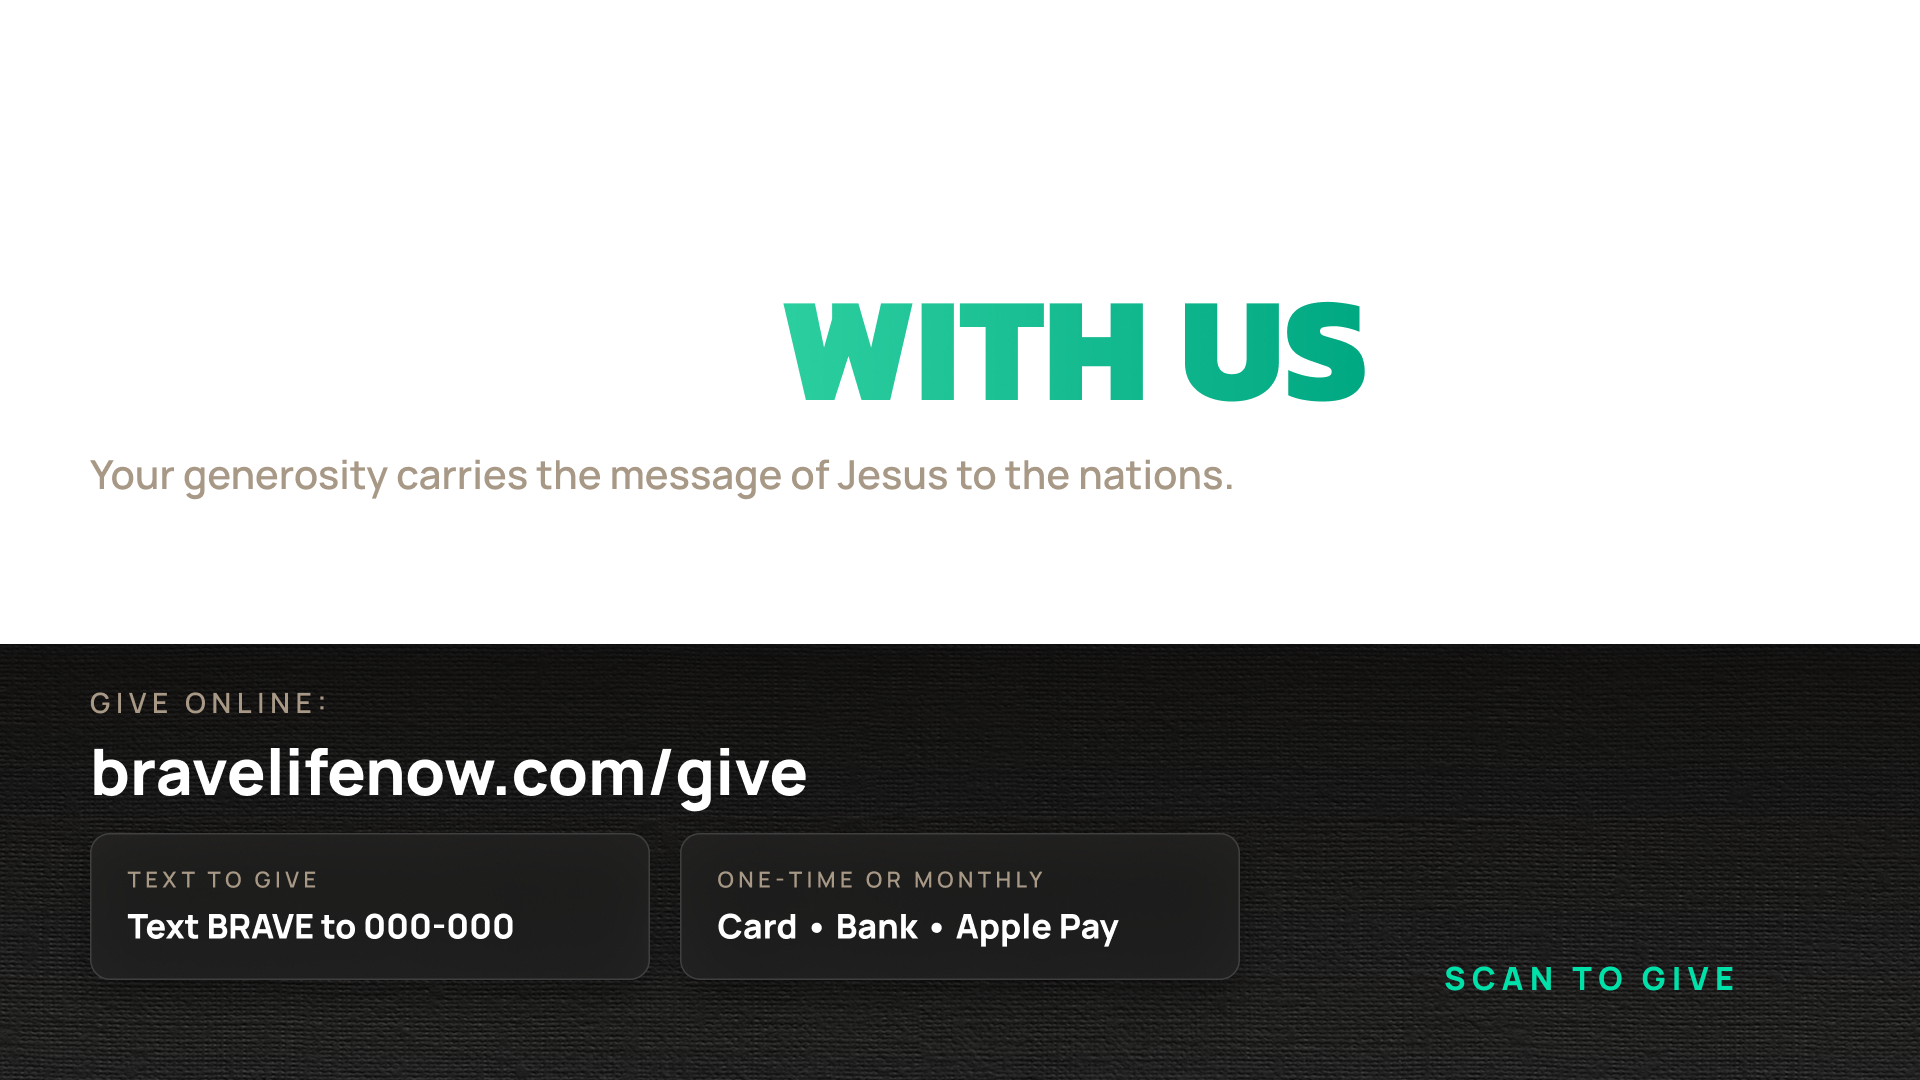 WITH US
Your generosity carries the message of Jesus to the nations.
GIVE ONLINE:
bravelifenow.com/give
TEXT TO GIVE
Text BRAVE to 000-000
ONE-TIME OR MONTHLY
Card • Bank • Apple Pay
SCAN TO GIVE